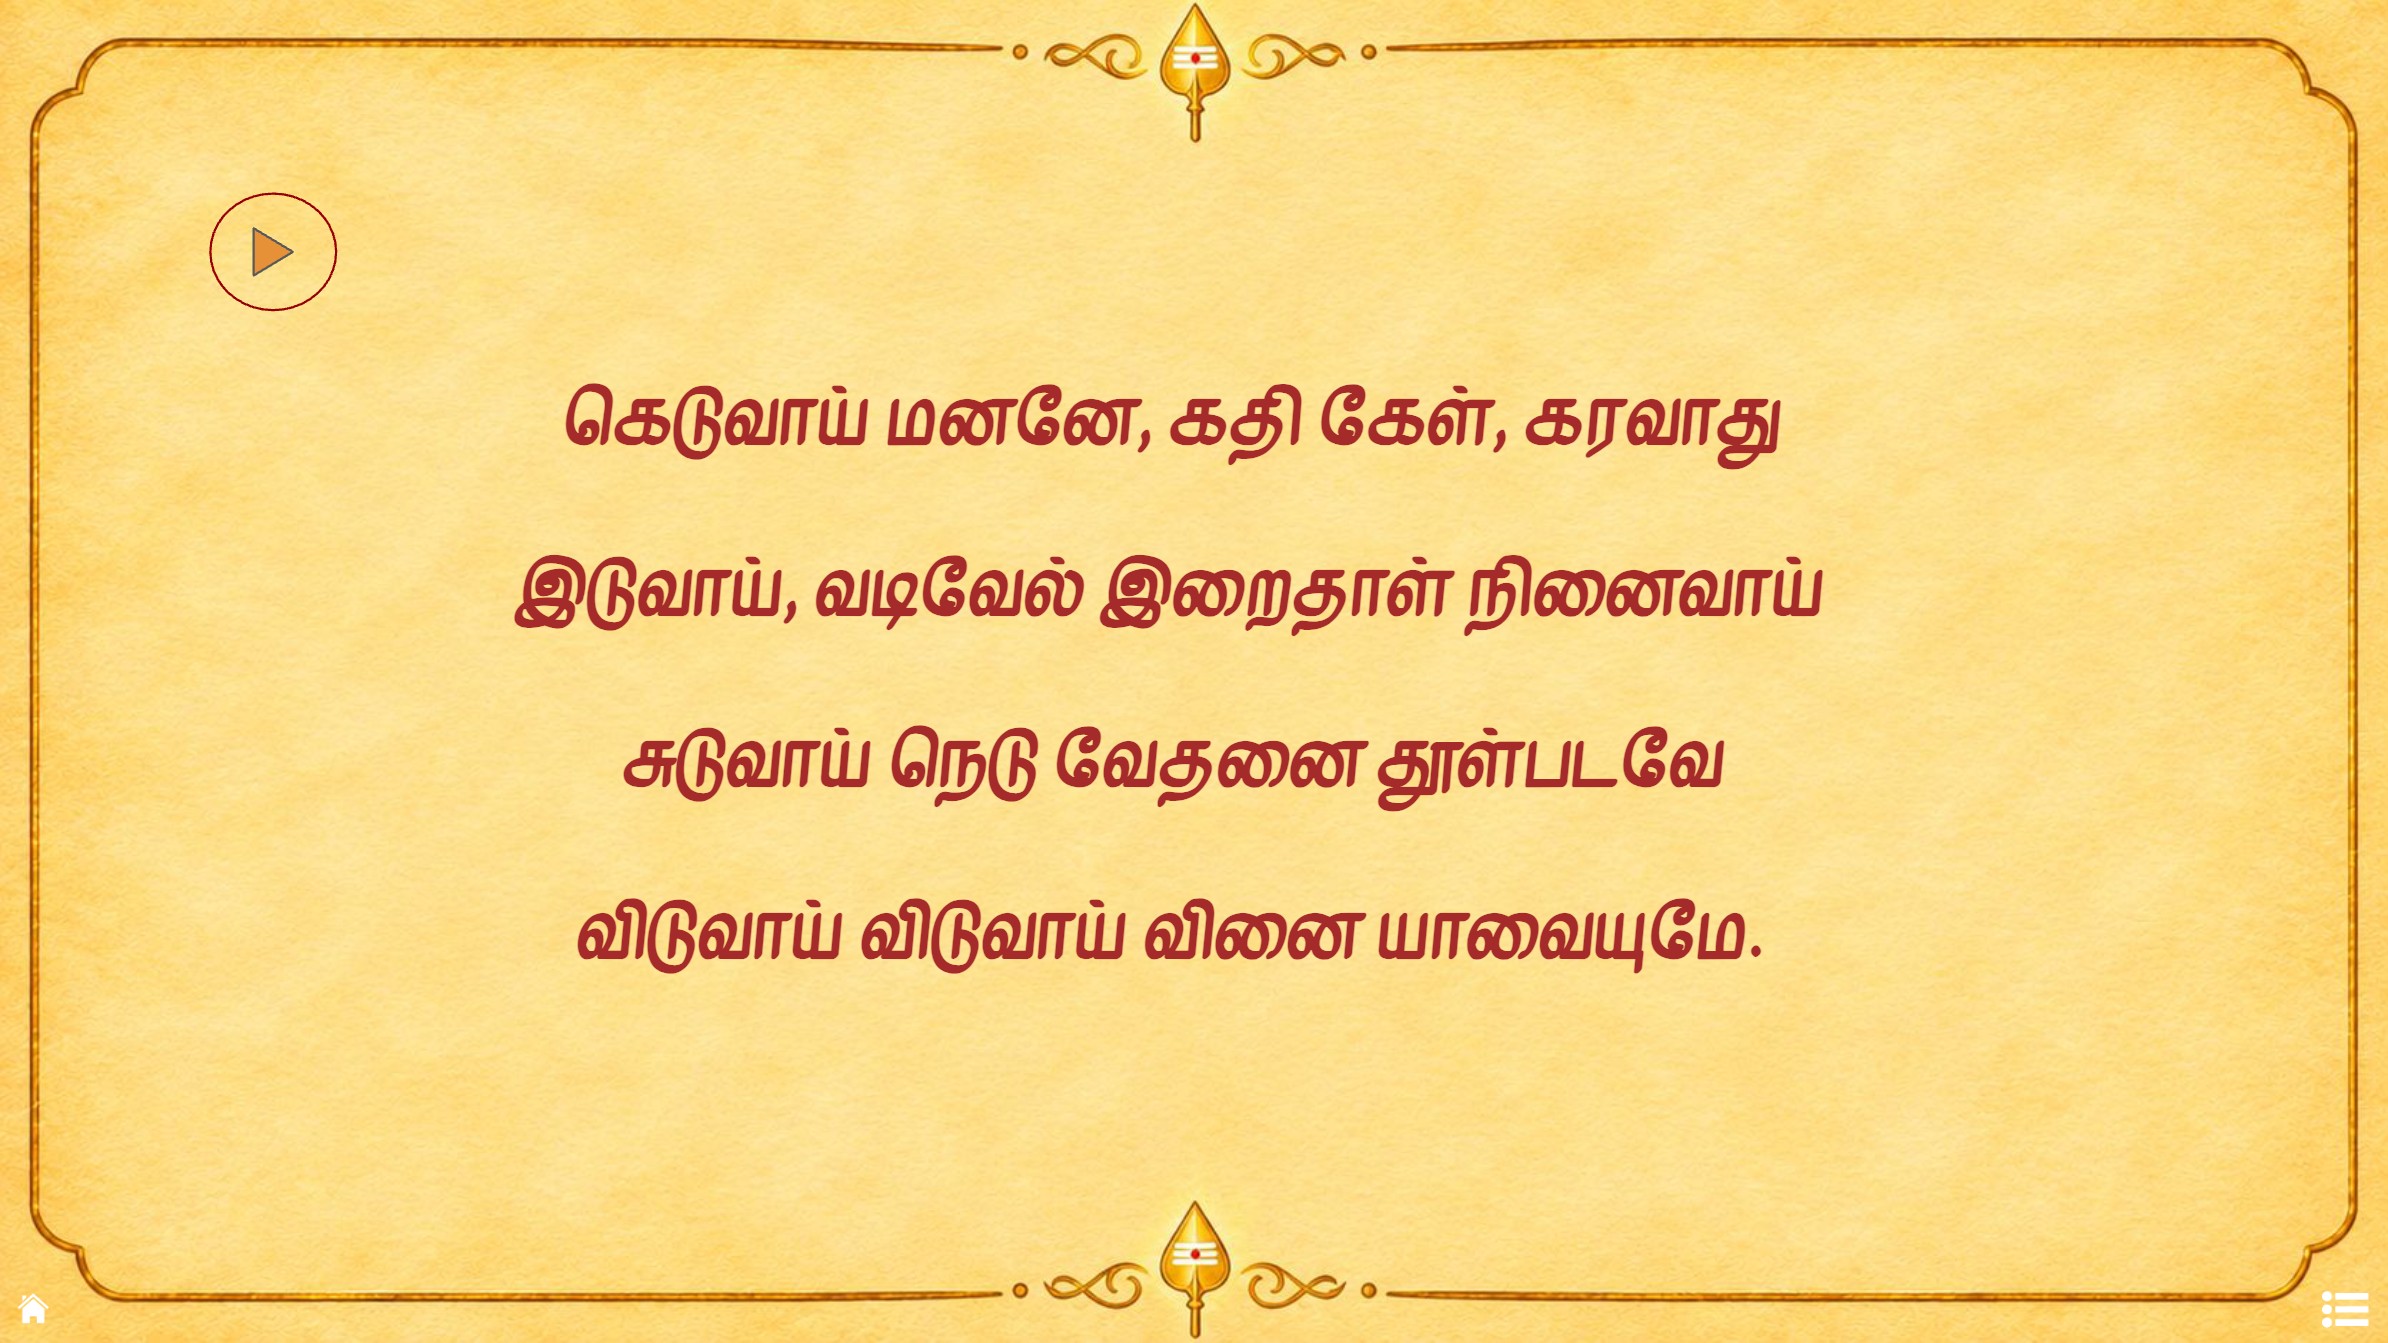 கெடுவாய் மனனே, கதி கேள், கரவாது
இடுவாய், வடிவேல் இறைதாள் நினைவாய்
சுடுவாய் நெடு வேதனை தூள்படவே
விடுவாய் விடுவாய் வினை யாவையுமே.